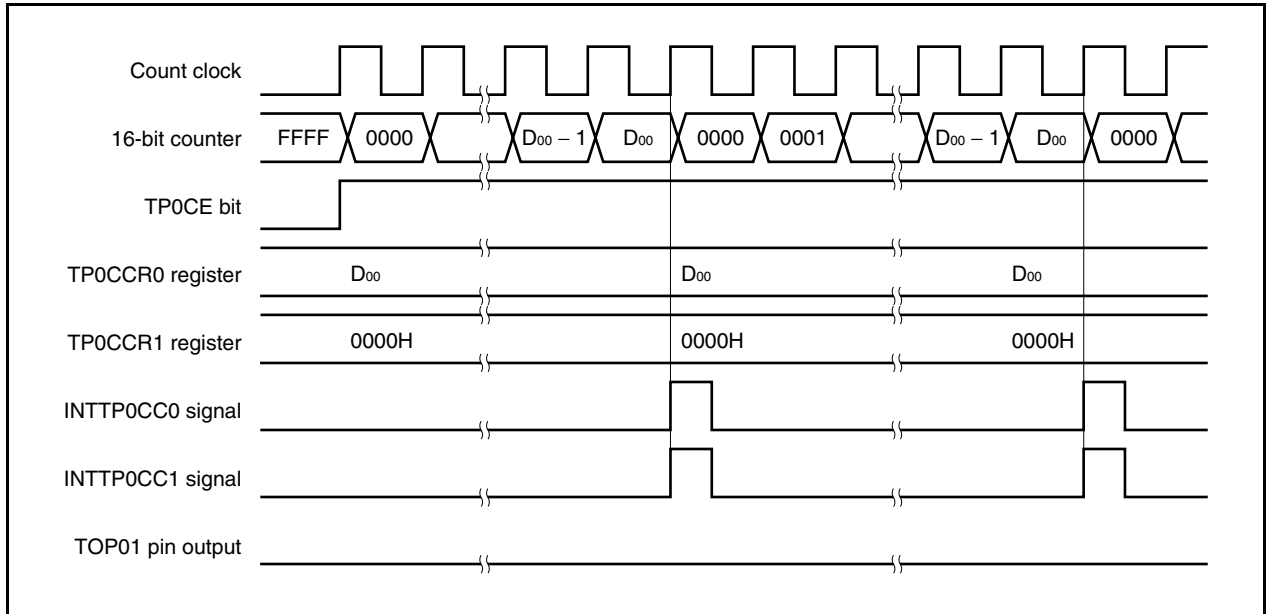 Count clock
16-bit counter FFFF 0000 D00 − 1 D00 0000 0001 D00 − 1 D00 0000
TP0CE bit
TP0CCR0 register D00 D00 D00
TP0CCR1 register 0000H 0000H 0000H
INTTP0CC0 signal
INTTP0CC1 signal
TOP01 pin output